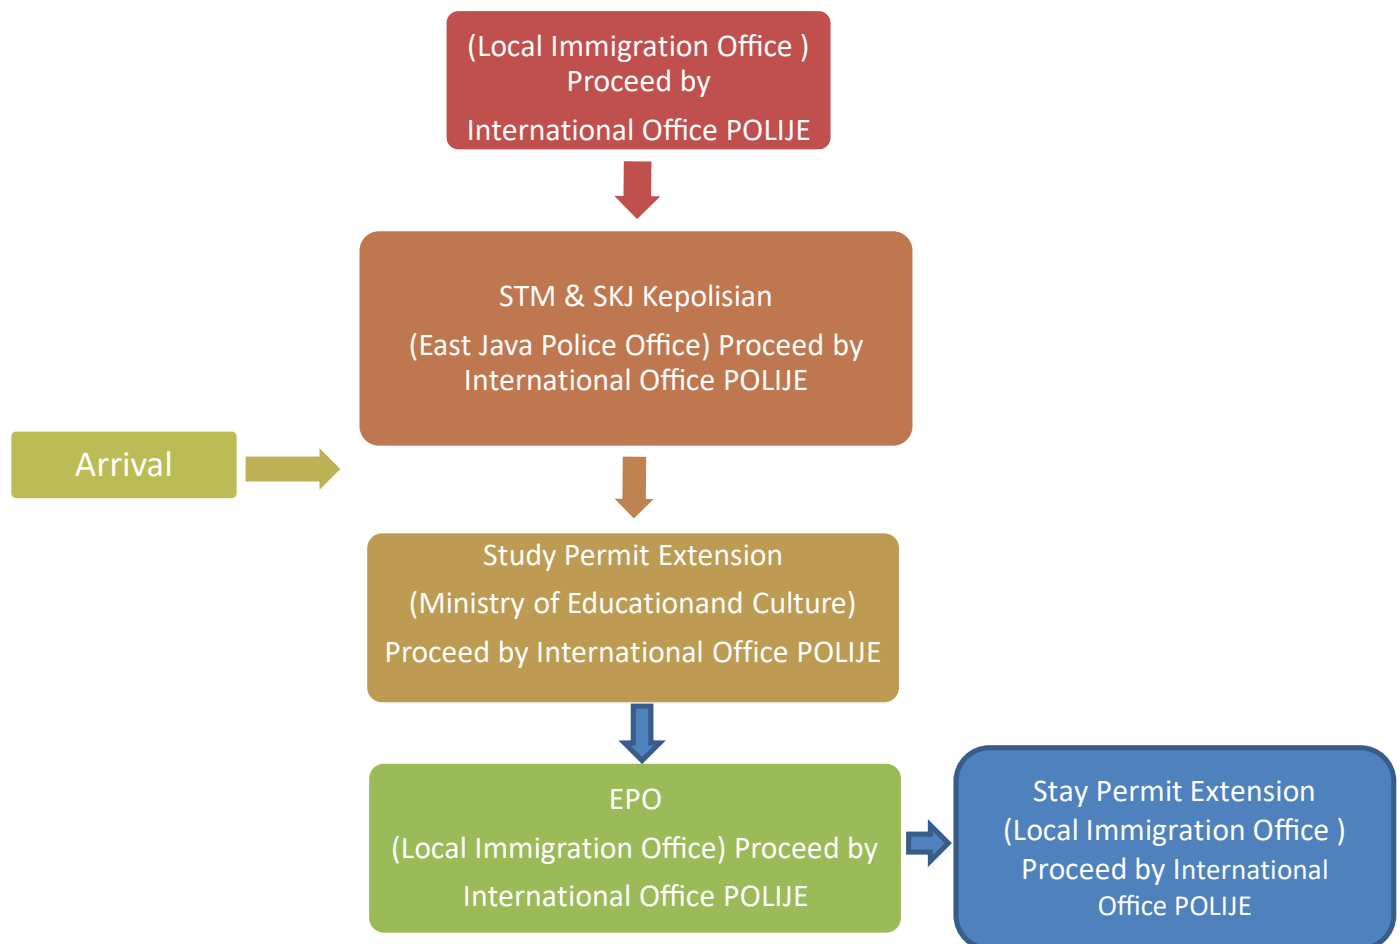 (Local Immigration Office )
Proceed by
International Office POLIJE
STM & SKJ Kepolisian
(East Java Police Office) Proceed by
International Office POLIJE
Arrival
Study Permit Extension
(Ministry of Educationand Culture)
Proceed by International Office POLIJE
EPO
(Local Immigration Office) Proceed by
International Office POLIJE
Stay Permit Extension
(Local Immigration Office )
Proceed by International
Office POLIJE